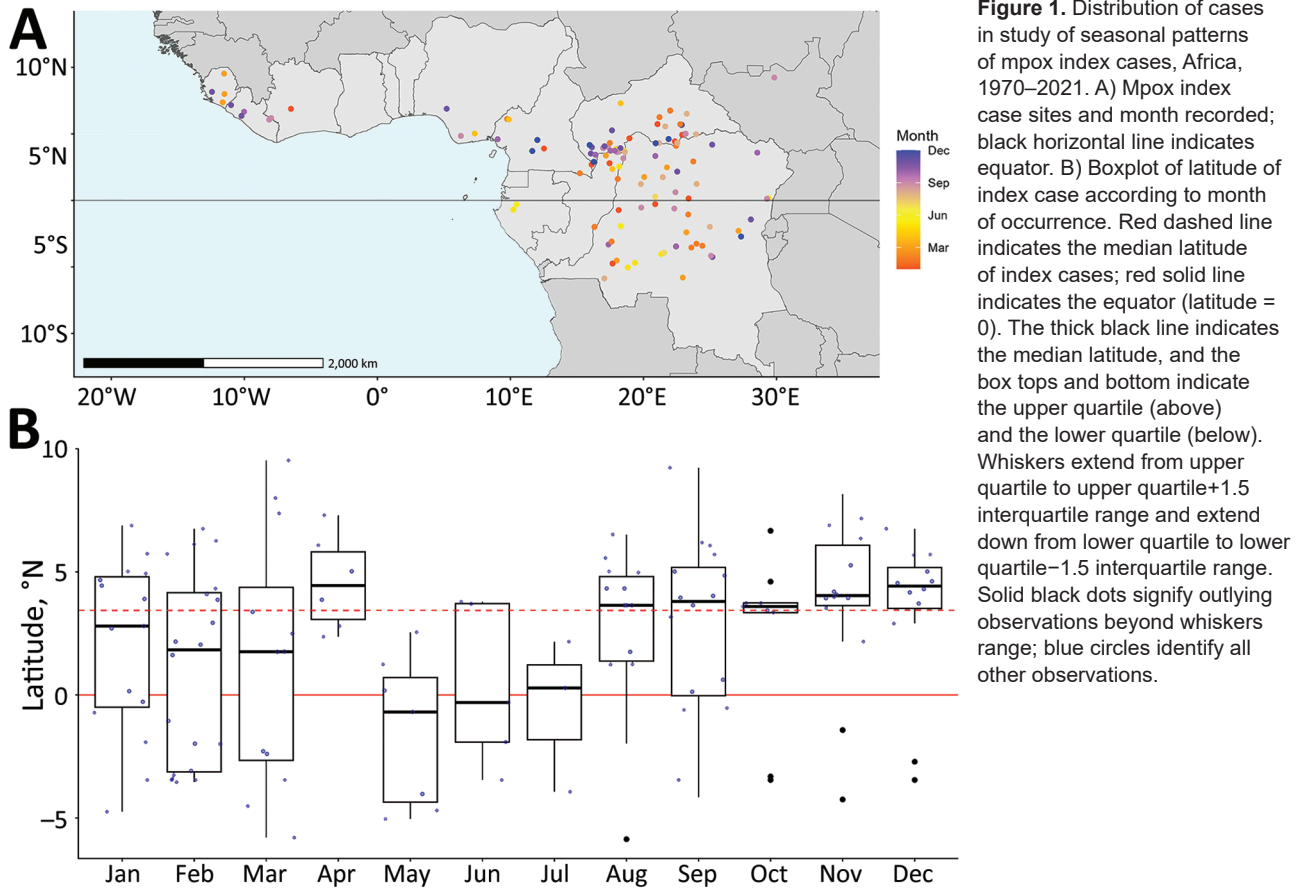 A
10°N
5°N
5°S
10°S
2,000 km
20°W
10°W
0°
10°E
20°E
30°E
Month
Dec
Sep
Jun
Mar
B
Latitude, °N
10
5
0
–5
Jan
Feb
Mar
Apr
May
Jun
Jul
Aug
Sep
Oct
Nov
Dec
Figure 1. Distribution of cases
in study of seasonal patterns
of mpox index cases, Africa,
1970–2021. A) Mpox index
case sites and month recorded;
black horizontal line indicates
equator. B) Boxplot of latitude of
index case according to month
of occurrence. Red dashed line
indicates the median latitude
of index cases; red solid line
indicates the equator (latitude =
0). The thick black line indicates
the median latitude, and the
box tops and bottom indicate
the upper quartile (above)
and the lower quartile (below).
Whiskers extend from upper
quartile to upper quartile+1.5
interquartile range and extend
down from lower quartile to lower
quartile−1.5 interquartile range.
Solid black dots signify outlying
observations beyond whiskers
range; blue circles identify all
other observations.